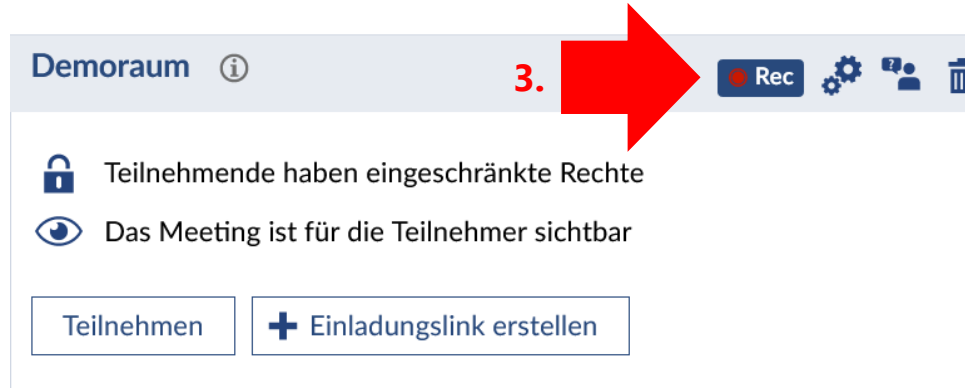 Demoraum
3.
Rec
Teilnehmende haben eingeschränkte Rechte
Das Meeting ist für die Teilnehmer sichtbar
Teilnehmen
Einladungslink erstellen